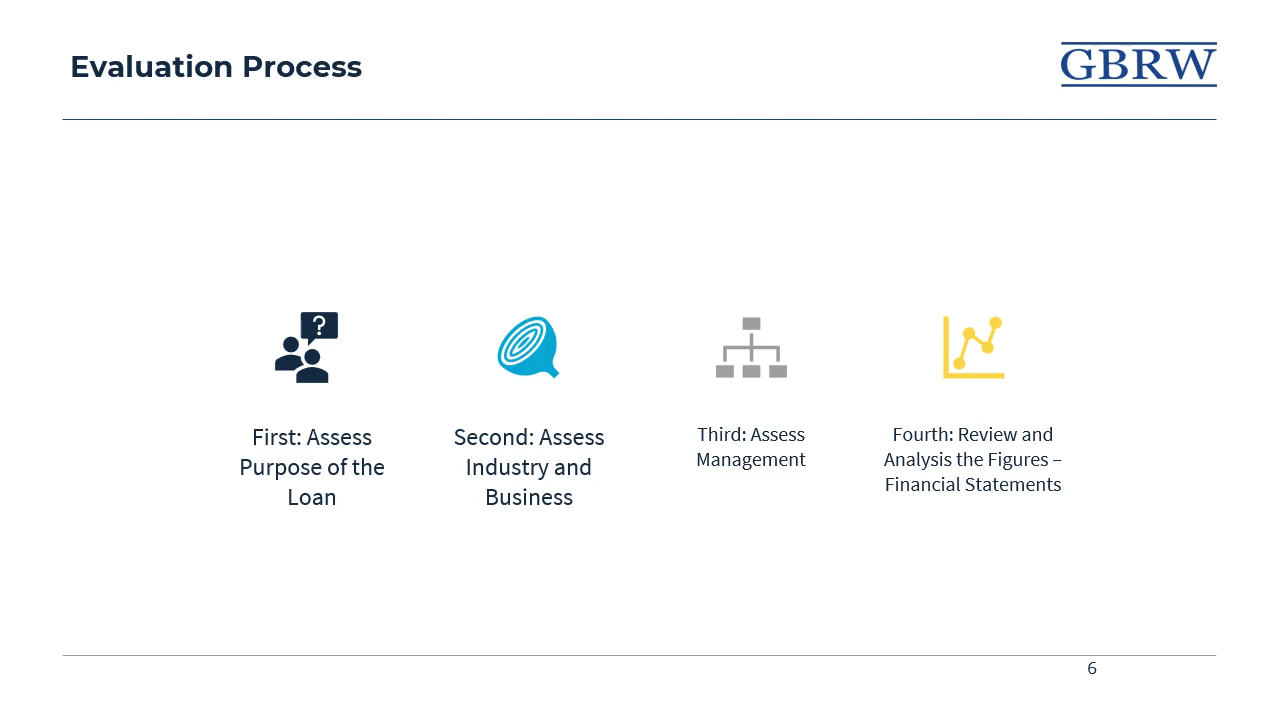 Evaluation Process
GBRW
?
First: Assess
Purpose of the
Loan
Second: Assess
Industry and
Business
Third: Assess
Management
Fourth: Review and
Analysis the Figures –
Financial Statements
6